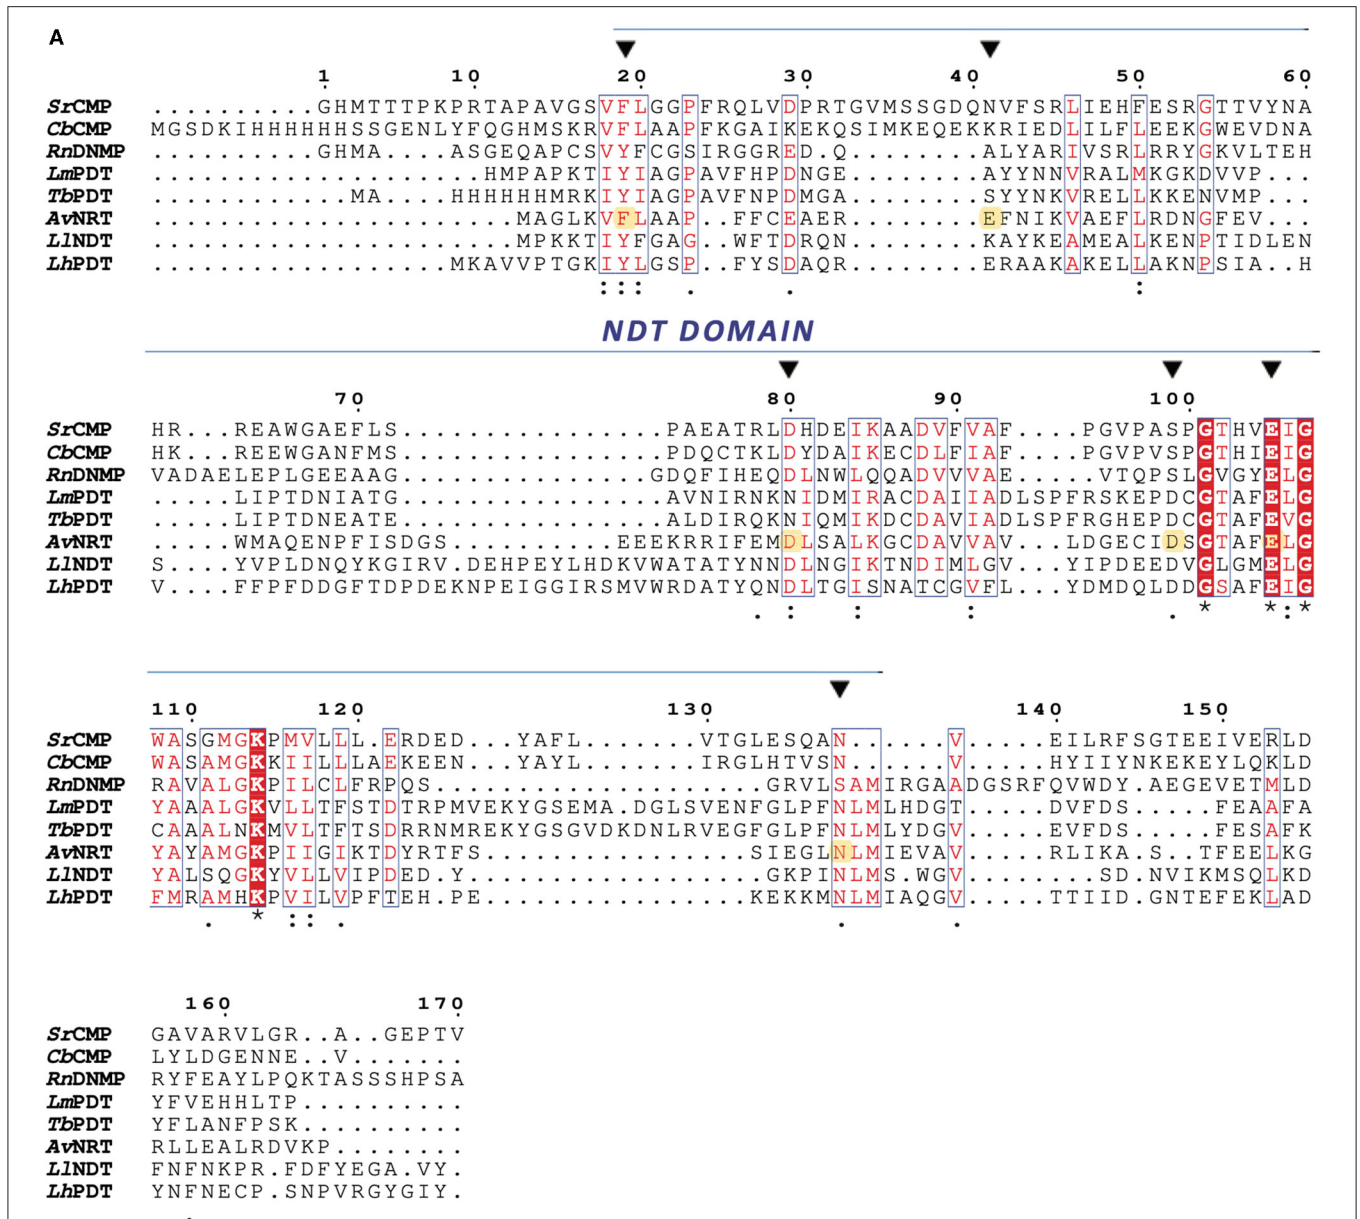 A
1 10 20 30 40 50 60
SrCMP ..........GHMTTTPKPRTAPAVGSVFLGGPFRQLVDPRTGVMSSGDQNVFSRLIEHFESRGTTVYNA
CbCMP MGSDKIHHHHHHSSGENLYFQGHMSKRVFLAAPFKGAIKEKQSIMKEQEKKRIEDLILFLEEKGWEVDNA
RnDNMP ..........GHMA....ASGEQAPCSVYFCGSIRGGRED.Q........ALYARIVSRLRRYGKVLTEH
LmPDT ....................HMPAPKTIYIAGPAVFHPDNGE........AYYNNVRALMKGKDVVP...
TbPDT ............MA....HHHHHHMRKIYIAGPAVFNPDMGA........SYYNKVRELLKKENVMP...
AvNRT ......................MAGLKVFLAAP..FFCEAER........EFNIKVAEFLRDNGFEV...
LlNDT ......................MPKKTIYFGAG..WFTDRQN........KAYKEAMEALKENPTIDLEN
LhPDT ..................MKAVVPTGKIYLGSP..FYSDAQR........ERAAKAKELLAKNPSIA..H
: : : . . :
NDT DOMAIN
70 80 90 100
SrCMP HR...REAWGAEFLS................PAEATRLDHDEIKAADVFVAF....PGVPASPGTHVEIG
CbCMP HK...REEWGANFMS................PDQCTKLDYDAIKECDLFIAF....PGVPVSPGTHIEIG
RnDNMP VADAELEPLGEEAAG...............GDQFIHEQDLNWLQQADVVVAE.....VTQPSLGVGYELG
LmPDT .....LIPTDNIATG................AVNIRNKNIDMIRACDAIIADLSPFRSKEPDCGTAFELG
TbPDT .....LIPTDNEATE................ALDIRQKNIQMIKDCDAVIADLSPFRGHEPDCGTAFEVG
AvNRT .....WMAQENPFISDGS..........EEEKRRIFEMDLSALKGCDAVVAV...LDGECIDSGTAFELG
LlNDT S....YVPLDNQYKGIRV.DEHPEYLHDKVWATATYNNDLNGIKTNDIMLGV...YIPDEEDVGLGMELG
LhPDT V....FFPFDDGFTDPDEKNPEIGGIRSMVWRDATYQNDLTGISNATCGVFL...YDMDQLDDGSAFEIG
. : : : . * * : *
110 120 130 140 150
SrCMP WASGMGKPMVLLL.ERDED...YAFL.......VTGLESQAN......V.....EILRFSGTEEIVERLD
CbCMP WASAMGKKIILLLAEKEEN...YAYL.......IRGLHTVSN......V.....HYIIYNKEKEYLQKLD
RnDNMP RAVALGKPILCLFRPQS....................GRVLSAMIRGAADGSRFQVWDY.AEGEVETMLD
LmPDT YAAALGKVLLTFSTDTRPMVEKYGSEMA.DGLSVENFGLPFNLMLHDGT.....DVFDS.....FEAAFA
TbPDT CAAALNKMVLTFTSDRRNMREKYGSGVDKDNLRVEGFGLPFNLMLYDGV.....EVFDS.....FESAFK
AvNRT YAYAMGKPIIGIKTDYRTFS................SIEGLNLMIEVAV.....RLIKA.S..TFEELKG
LlNDT YALSQGKYVLLVIPDED.Y.................GKPINLMS.WGV......SD.NVIKMSQLKD
LhPDT FMRAMHKPVILVPFTEH.PE................KEKKMNLMIAQGV.....TTIID.GNTEFEKLAD
. * : : . . .
160 170
SrCMP GAVARVLGR..A..GEPTV
CbCMP LYLDGENNE..V.......
RnDNMP RYFEAYLPQKTASSSHPSA
LmPDT YFVEHHLTP..........
TbPDT YFLANFPSK..........
AvNRT RLLEALRDVKP........
LlNDT FNFNKPR.FDFYEGA.VY.
LhPDT YNFNECP.SNPVRGYGIY.